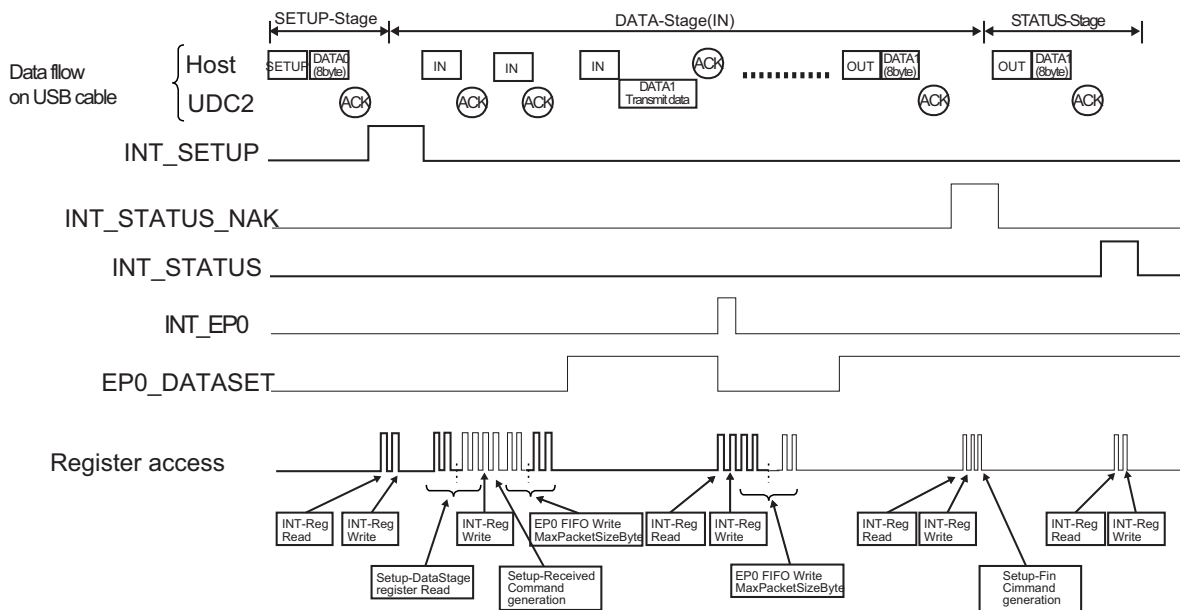 SETUP-Stage
DATA-Stage(IN)
STATUS-Stage
Data flow
on USB cable
Host
UDC2
SETUP
DATA0
(8byte)
ACK
IN
ACK
IN
ACK
IN
DATA1
Transmit data
ACK
OUT
DATA1
(8byte)
ACK
OUT
DATA1
(8byte)
ACK
INT_SETUP
INT_STATUS_NAK
INT_STATUS
INT_EP0
EP0_DATASET
Register access
INT-Reg
Read
INT-Reg
Write
Setup-DataStage
register Read
INT-Reg
Write
Setup-Received
Command
generation
EP0 FIFO Write
MaxPacketSizeByte
INT-Reg
Read
INT-Reg
Write
EP0 FIFO Write
MaxPacketSizeByte
INT-Reg
Read
INT-Reg
Write
Setup-Fin
Cimmand
generation
INT-Reg
Read
INT-Reg
Write